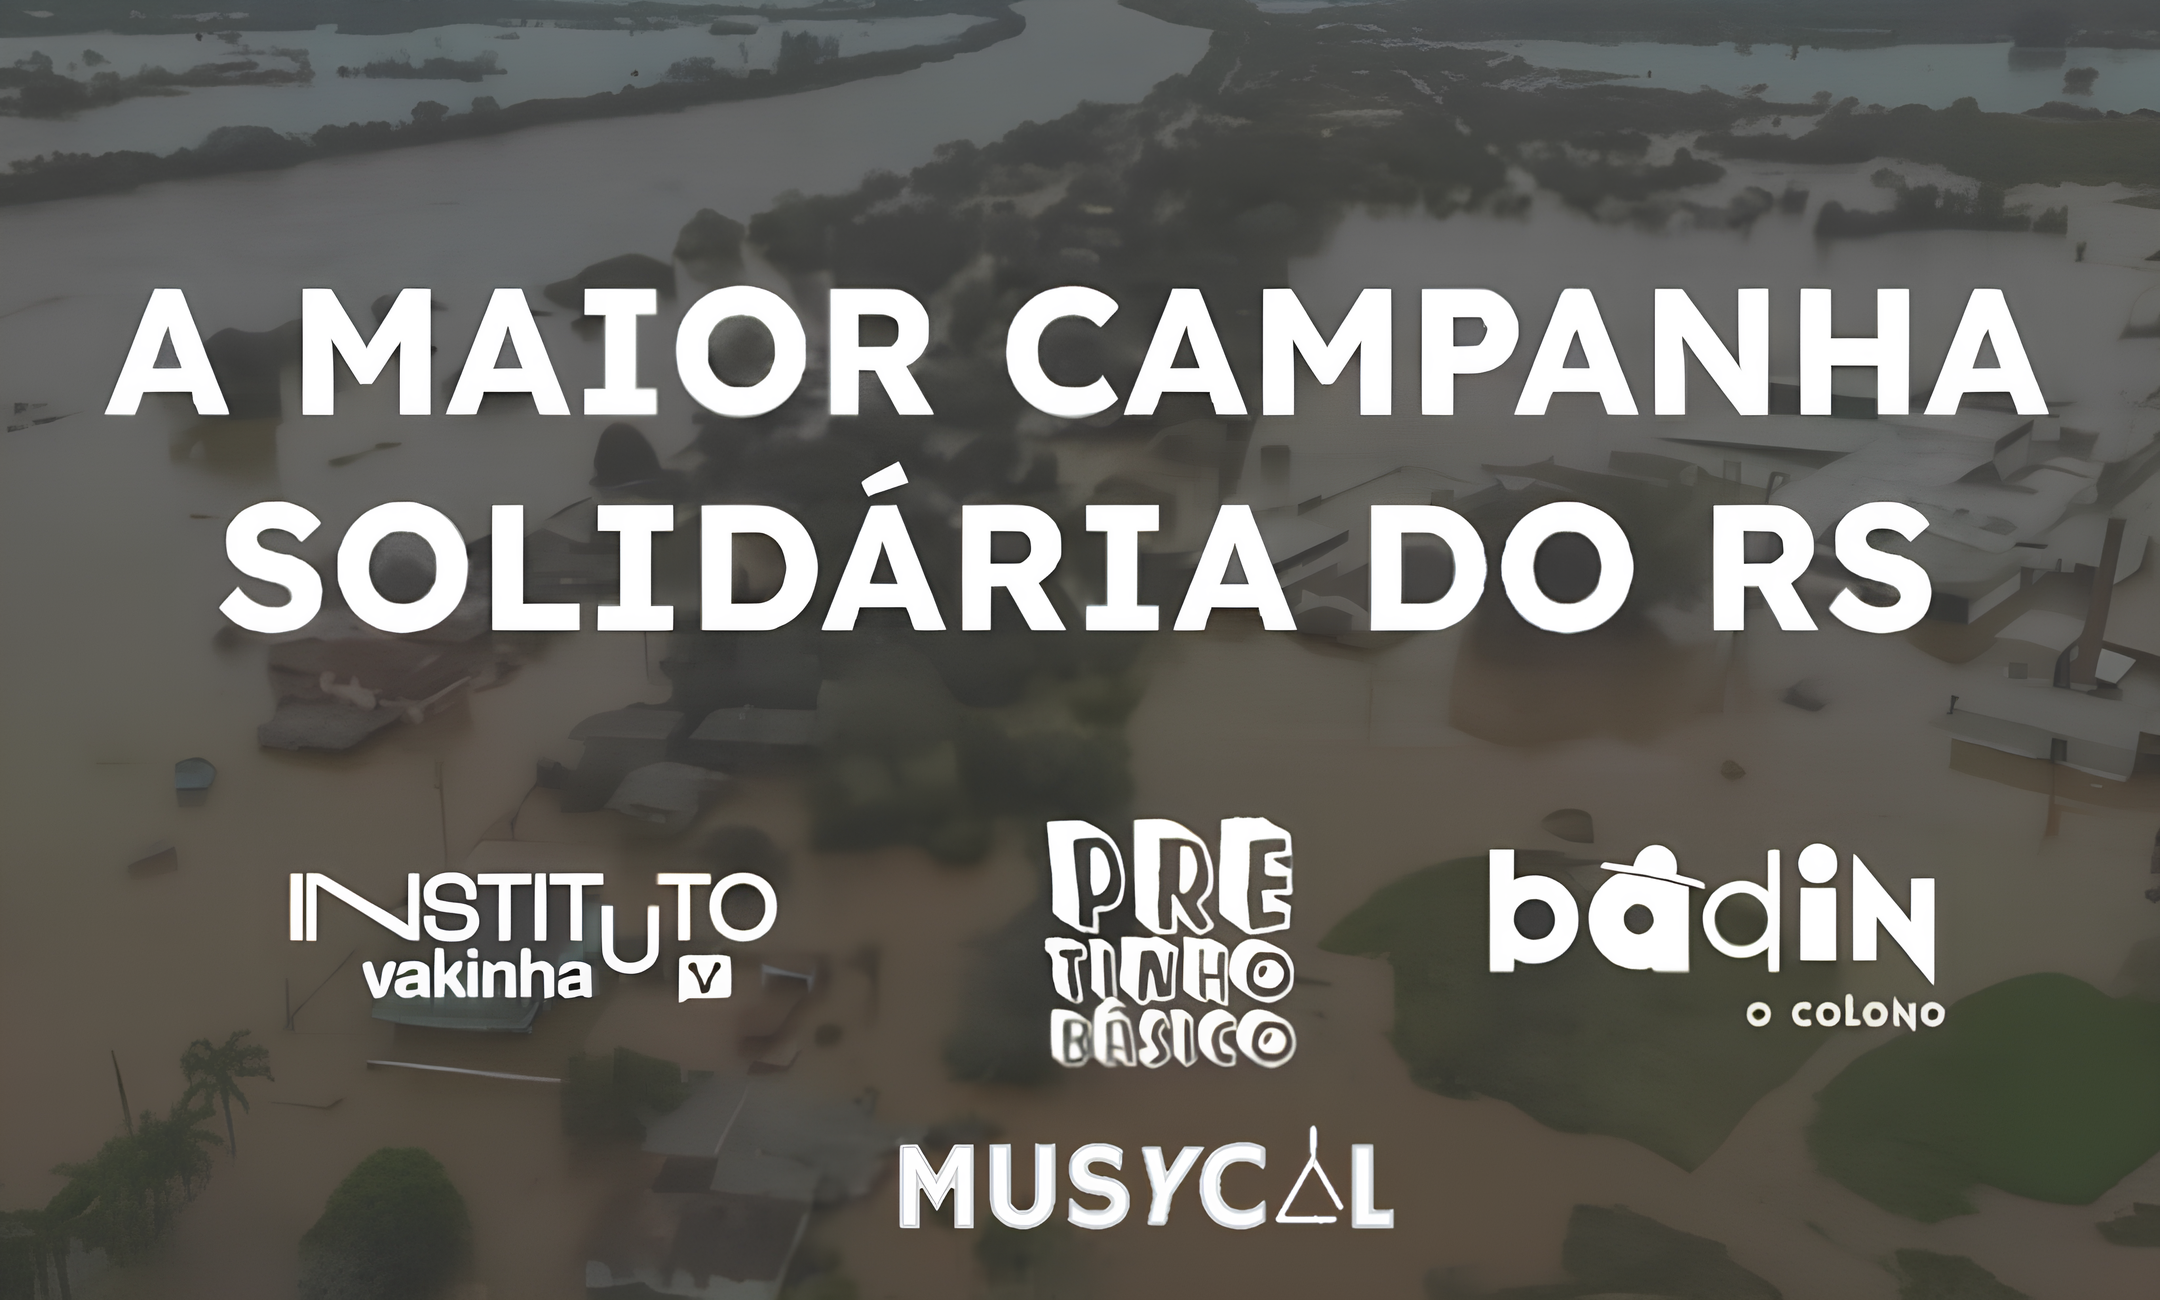 A MAIOR CAMPANHA
SOLIDÁRIA DO RS
INSTITUTO
vakinha V
PRE
TINHO
BÁSICO
badiN
O COLONO
MUSYCAL